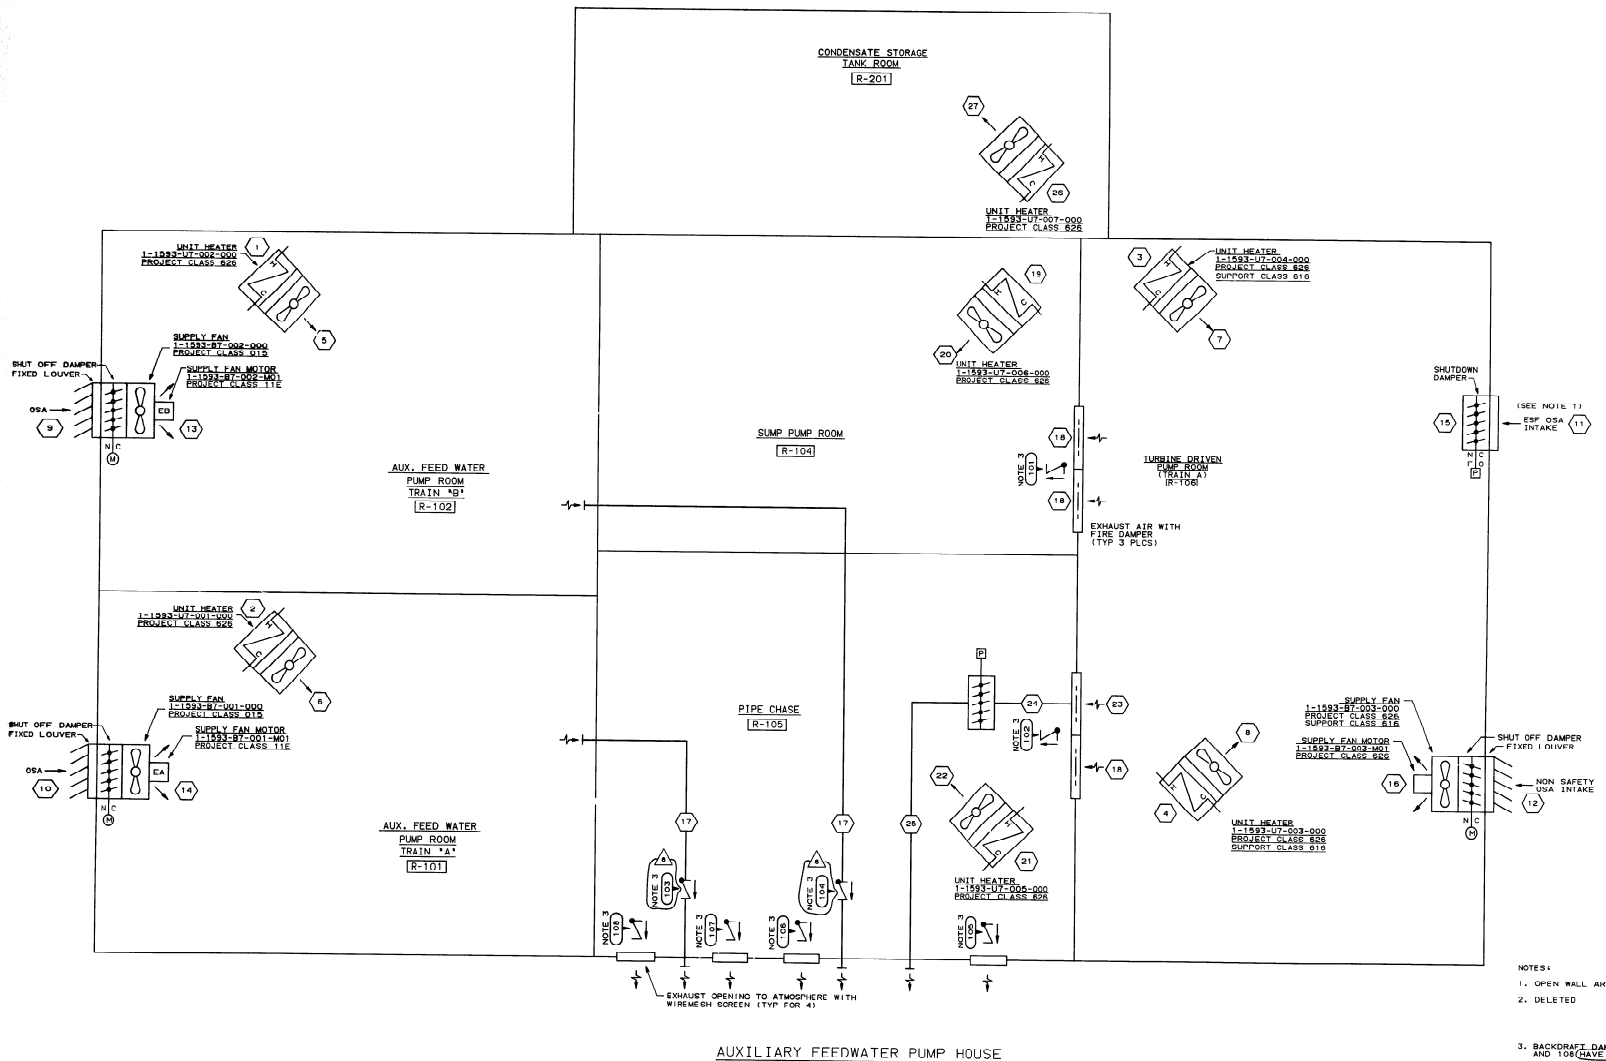 CONDENSATE STORAGE
TANK ROOM
R-201
27
H
C
26
UNIT HEATER
1-1593-U7-007-000
PROJECT CLASS 626
UNIT HEATER
1-1593-U7-002-000
PROJECT CLASS 626
1
H
C
5
SUPPLY FAN
1-1593-B7-002-000
PROJECT CLASS 015
SUPPLY FAN MOTOR
1-1593-B7-002-M01
PROJECT CLASS 11E
SHUT OFF DAMPER
FIXED LOUVER
OSA
9
EB
13
N C
M
AUX. FEED WATER
PUMP ROOM
TRAIN "B"
R-102
19
H
C
20
UNIT HEATER
1-1593-U7-006-000
PROJECT CLASS 626
SUMP PUMP ROOM
R-104
18
NOTE 3
101
18
EXHAUST AIR WITH
FIRE DAMPER
(TYP 3 PLCS)
3
H
C
7
UNIT HEATER
1-1593-U7-004-000
PROJECT CLASS 626
SUPPORT CLASS 616
TURBINE DRIVEN
PUMP ROOM
(TRAIN A)
R-106
SHUTDOWN
DAMPER
15
(SEE NOTE 1)
ESF OSA
INTAKE
11
N C
L O
P
UNIT HEATER
1-1593-U7-001-000
PROJECT CLASS 626
2
H
C
6
SUPPLY FAN
1-1593-B7-001-000
PROJECT CLASS 015
SUPPLY FAN MOTOR
1-1593-B7-001-M01
PROJECT CLASS 11E
SHUT OFF DAMPER
FIXED LOUVER
OSA
10
EA
14
N C
M
AUX. FEED WATER
PUMP ROOM
TRAIN "A"
R-101
PIPE CHASE
R-105
P
24
23
NOTE 3
102
18
22
H
C
21
UNIT HEATER
1-1593-U7-005-000
PROJECT CLASS 626
17
17
25
6
NOTE 3
103
6
NOTE 3
104
NOTE 3
108
NOTE 3
107
NOTE 3
106
NOTE 3
105
EXHAUST OPENING TO ATMOSPHERE WITH
WIREMESH SCREEN (TYP FOR 4)
8
H
C
4
UNIT HEATER
1-1593-U7-003-000
PROJECT CLASS 626
SUPPORT CLASS 616
SUPPLY FAN
1-1593-B7-003-000
PROJECT CLASS 626
SUPPORT CLASS 616
SUPPLY FAN MOTOR
1-1593-B7-003-M01
PROJECT CLASS 626
SHUT OFF DAMPER
FIXED LOUVER
16
NON SAFETY
OSA INTAKE
12
N C
M
NOTES:
1. OPEN WALL AR
2. DELETED
3. BACKDRAFT DAM
AND 108 HAVE
AUXILIARY FEEDWATER PUMP HOUSE